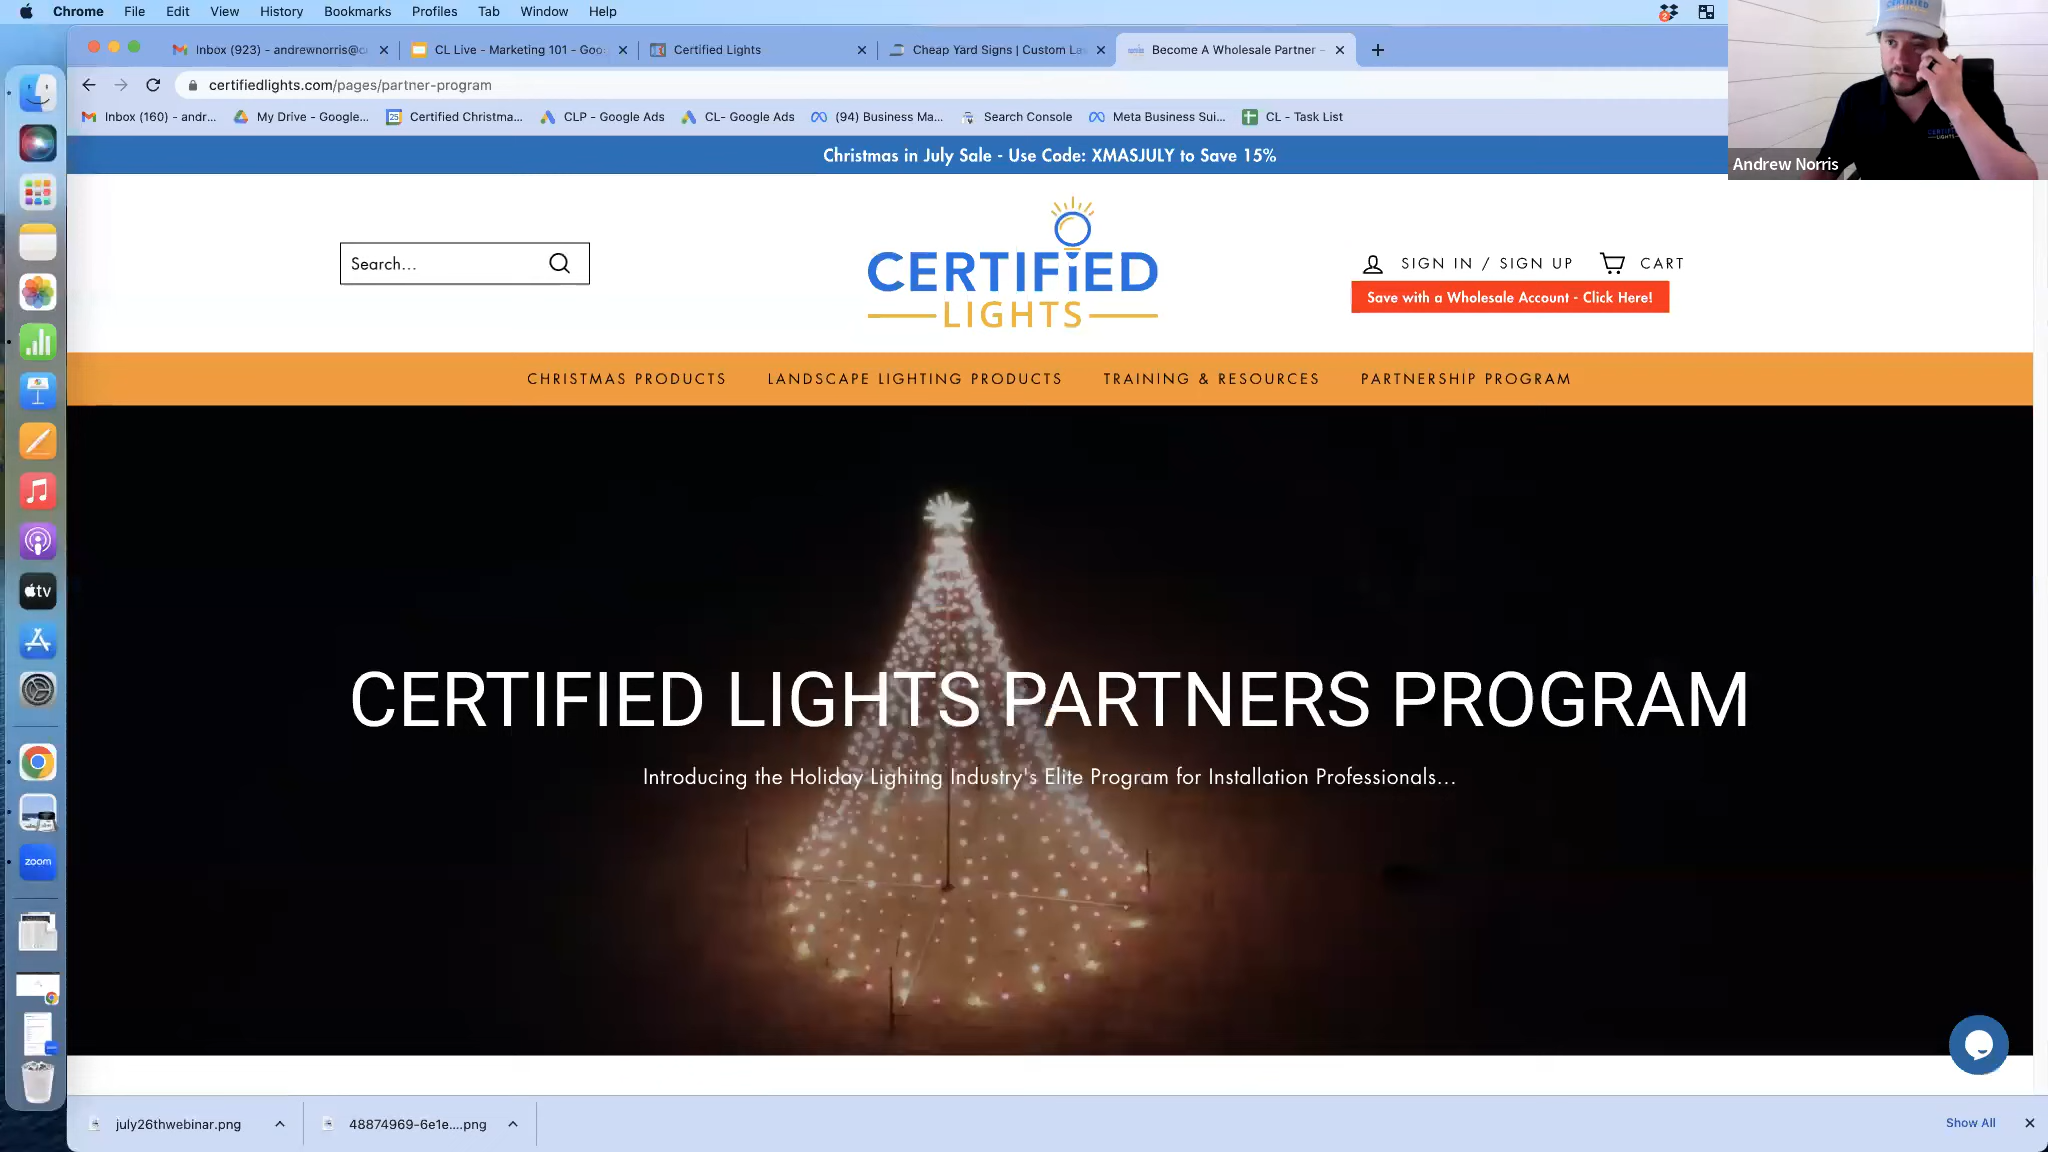 Chrome File Edit View History Bookmarks Profiles Tab Window Help
Inbox (923) - andrewnorris@c
CL Live - Marketing 101 - Goo
Certified Lights
Cheap Yard Signs | Custom La
Become A Wholesale Partner –
certifiedlights.com/pages/partner-program
Inbox (160) - andr...
My Drive - Google...
Certified Christma...
CLP - Google Ads
CL- Google Ads
(94) Business Ma...
Search Console
Meta Business Sui...
CL - Task List
Andrew Norris
Christmas in July Sale - Use Code: XMASJULY to Save 15%
Search...
CERTIFIED
LIGHTS
SIGN IN / SIGN UP
CART
Save with a Wholesale Account - Click Here!
CHRISTMAS PRODUCTS
LANDSCAPE LIGHTING PRODUCTS
TRAINING & RESOURCES
PARTNERSHIP PROGRAM
CERTIFIED LIGHTS PARTNERS PROGRAM
Introducing the Holiday Lighitng Industry's Elite Program for Installation Professionals...
tv
zoom
july26thwebinar.png
48874969-6e1e....png
Show All